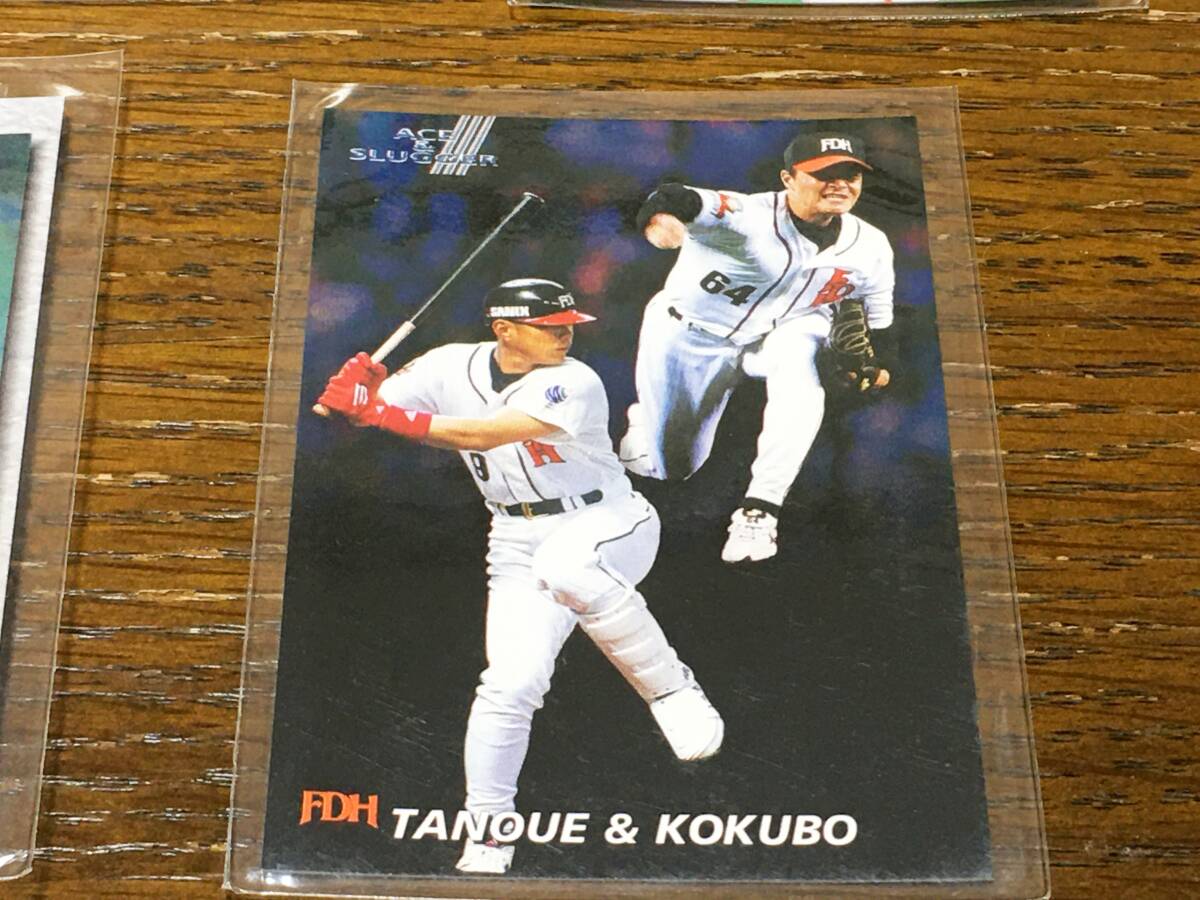 ACE
&
SLUGGER
FDH
64
FDH
SANIX
8
H
FDH TANOUE & KOKUBO